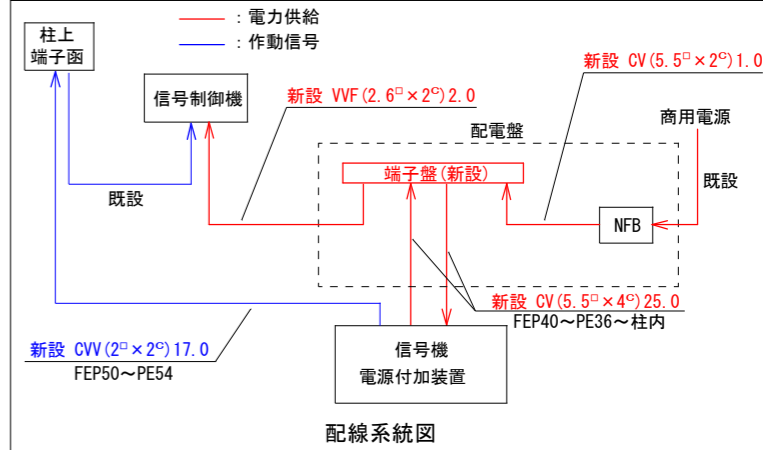 柱上
端子函
: 電力供給
: 作動信号
信号制御機
新設 VVF(2.6□×2C)2.0
新設 CV(5.5□×2C)1.0
配電盤
商用電源
端子盤(新設)
既設
既設
NFB
新設 CV(5.5□×4C)25.0
FEP40～PE36～柱内
新設 CVV(2□×2C)17.0
FEP50～PE54
信号機
電源付加装置
配線系統図